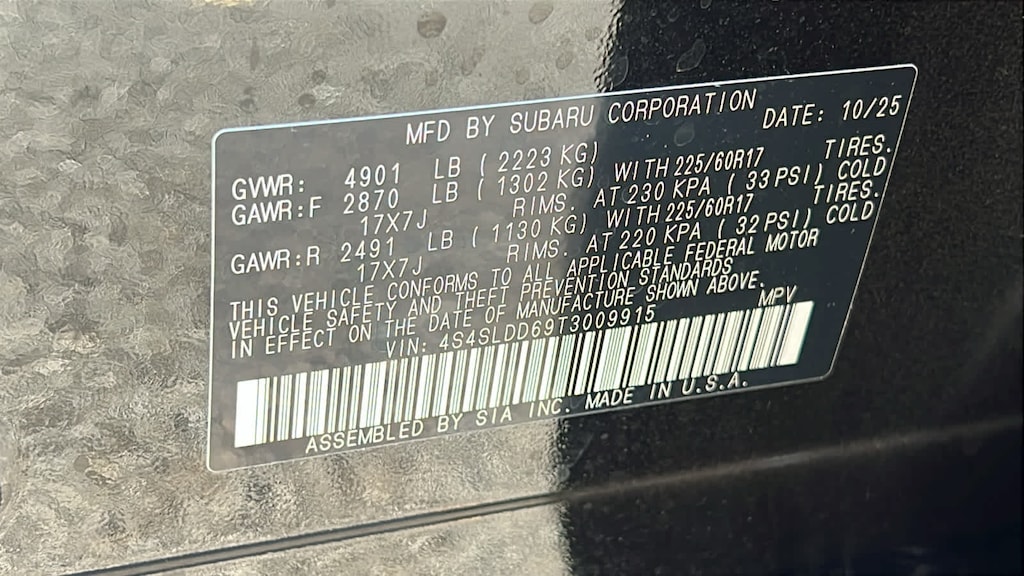 MFD BY SUBARU CORPORATION DATE: 10/25
GVWR: 4901 LB ( 2223 KG)
GAWR:F 2870 LB ( 1302 KG) WITH 225/60R17 TIRES.
17X7J RIMS. AT 230 KPA ( 33 PSI) COLD
GAWR:R 2491 LB ( 1130 KG) WITH 225/60R17 TIRES.
17X7J RIMS. AT 220 KPA ( 32 PSI) COLD
THIS VEHICLE CONFORMS TO ALL APPLICABLE FEDERAL MOTOR
VEHICLE SAFETY AND THEFT PREVENTION STANDARDS
IN EFFECT ON THE DATE OF MANUFACTURE SHOWN ABOVE.
VIN: 4S4SLDD69T3009915 MPV
ASSEMBLED BY SIA INC. MADE IN U.S.A.